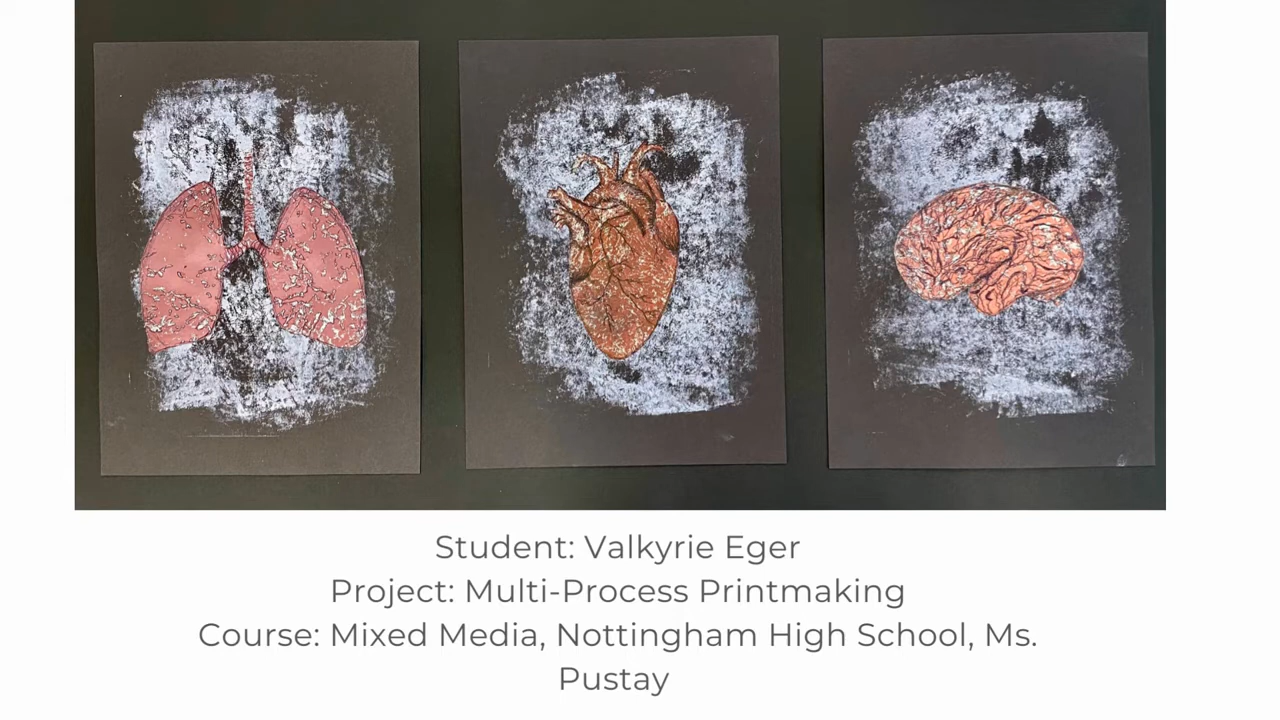 Student: Valkyrie Eger
Project: Multi-Process Printmaking
Course: Mixed Media, Nottingham High School, Ms.
Pustay